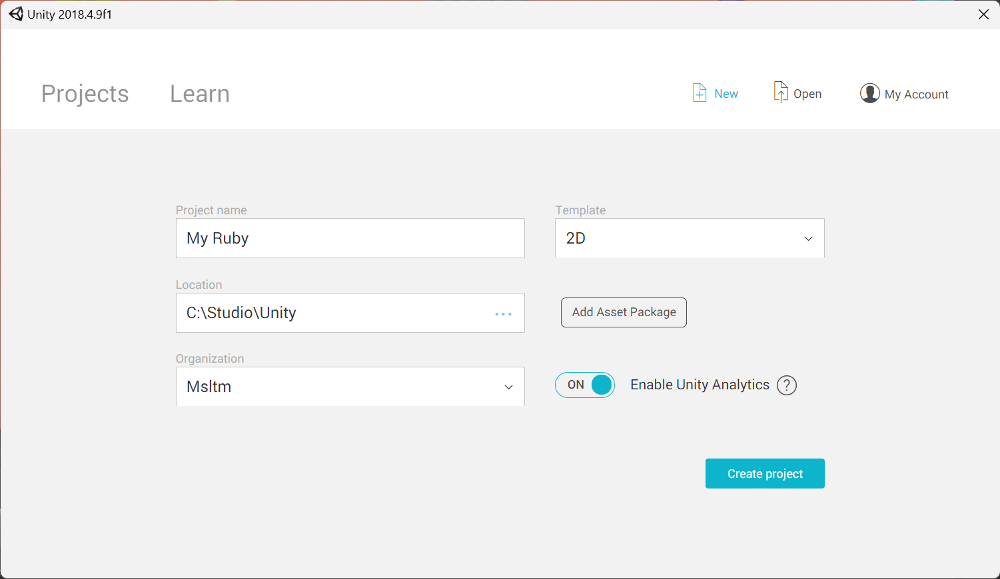 Unity 2018.4.9f1
Projects Learn New Open My Account
Project name
My Ruby
Template
2D
Location
C:\Studio\Unity ...
Add Asset Package
Organization
Msltm
ON Enable Unity Analytics ?
Create project